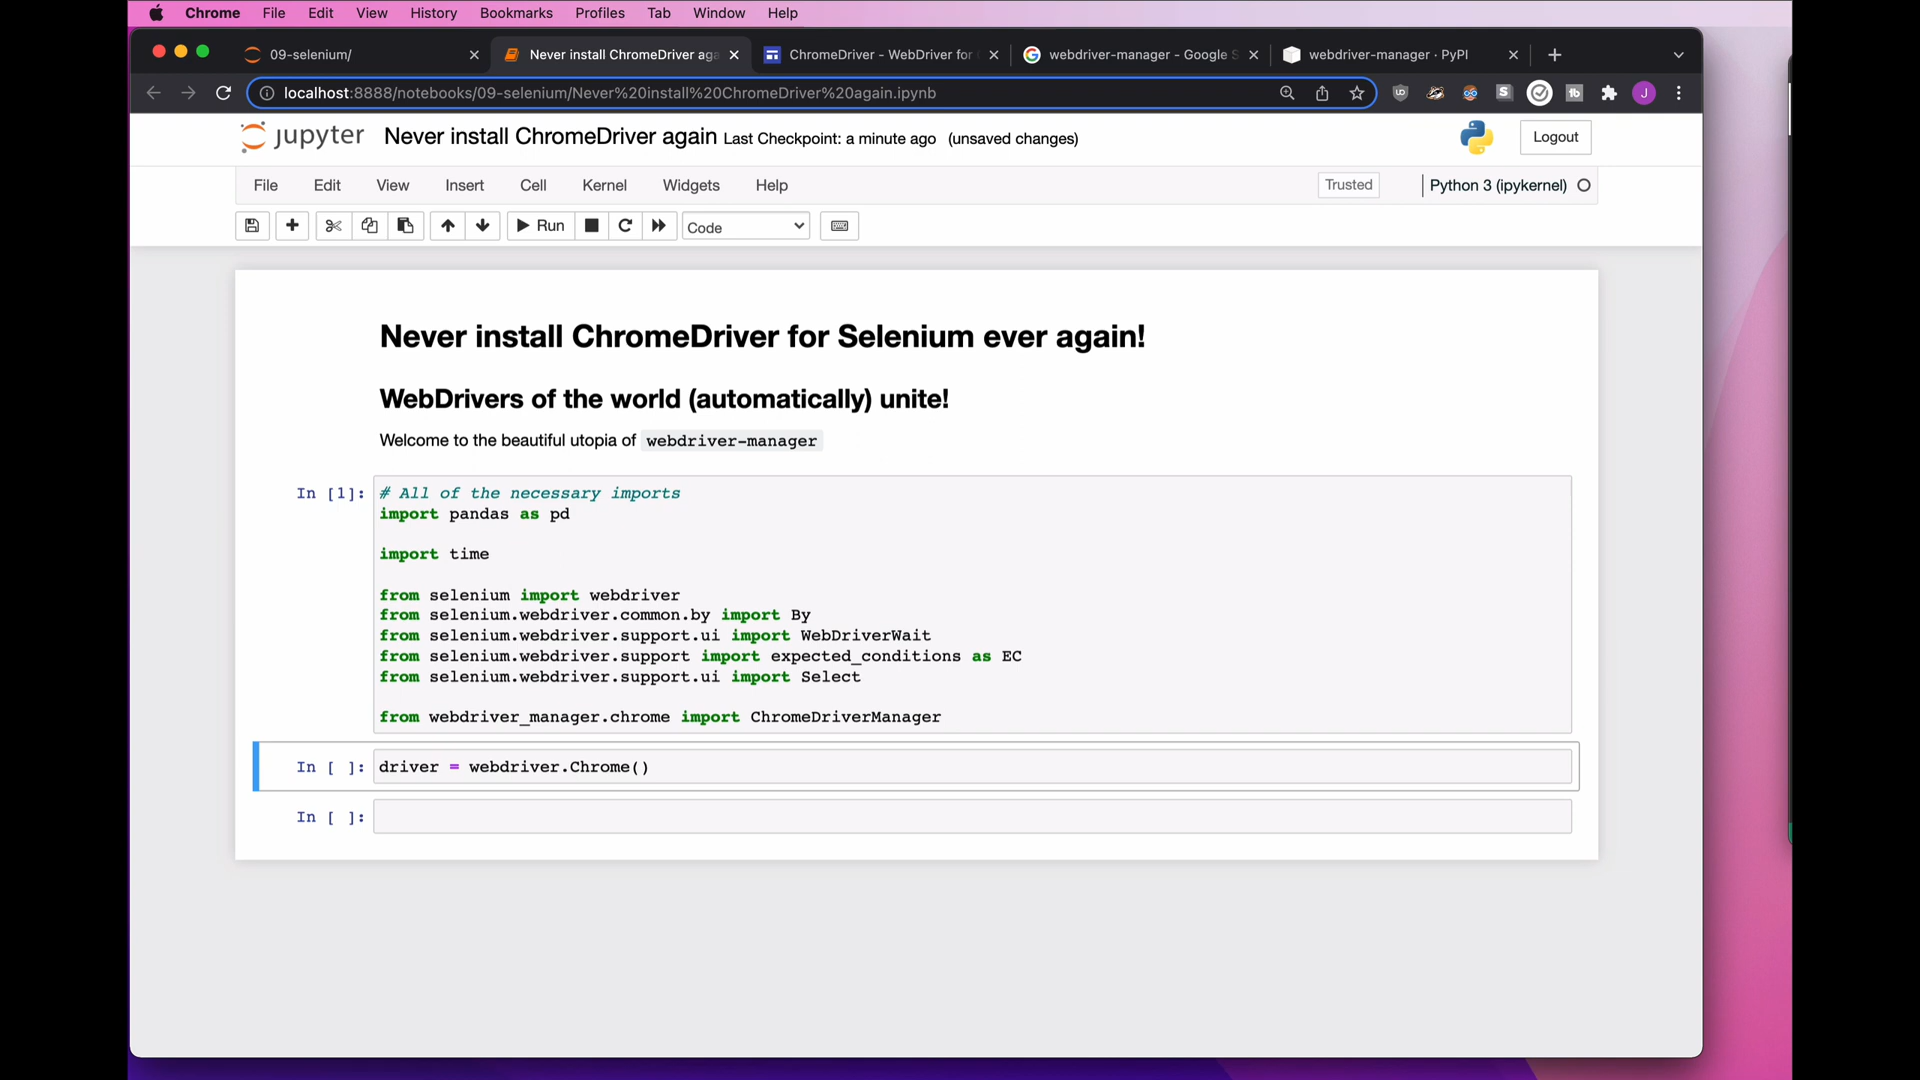 Chrome File Edit View History Bookmarks Profiles Tab Window Help
09-selenium/ Never install ChromeDriver aga ChromeDriver - WebDriver for webdriver-manager - Google S webdriver-manager · PyPI
localhost:8888/notebooks/09-selenium/Never%20install%20ChromeDriver%20again.ipynb
jupyter Never install ChromeDriver again Last Checkpoint: a minute ago (unsaved changes) Logout
File Edit View Insert Cell Kernel Widgets Help Trusted Python 3 (ipykernel)
Run Code
Never install ChromeDriver for Selenium ever again!
WebDrivers of the world (automatically) unite!
Welcome to the beautiful utopia of webdriver-manager
In [1]: # All of the necessary imports
import pandas as pd
import time
from selenium import webdriver
from selenium.webdriver.common.by import By
from selenium.webdriver.support.ui import WebDriverWait
from selenium.webdriver.support import expected_conditions as EC
from selenium.webdriver.support.ui import Select
from webdriver_manager.chrome import ChromeDriverManager
In [ ]: driver = webdriver.Chrome()
In [ ]: